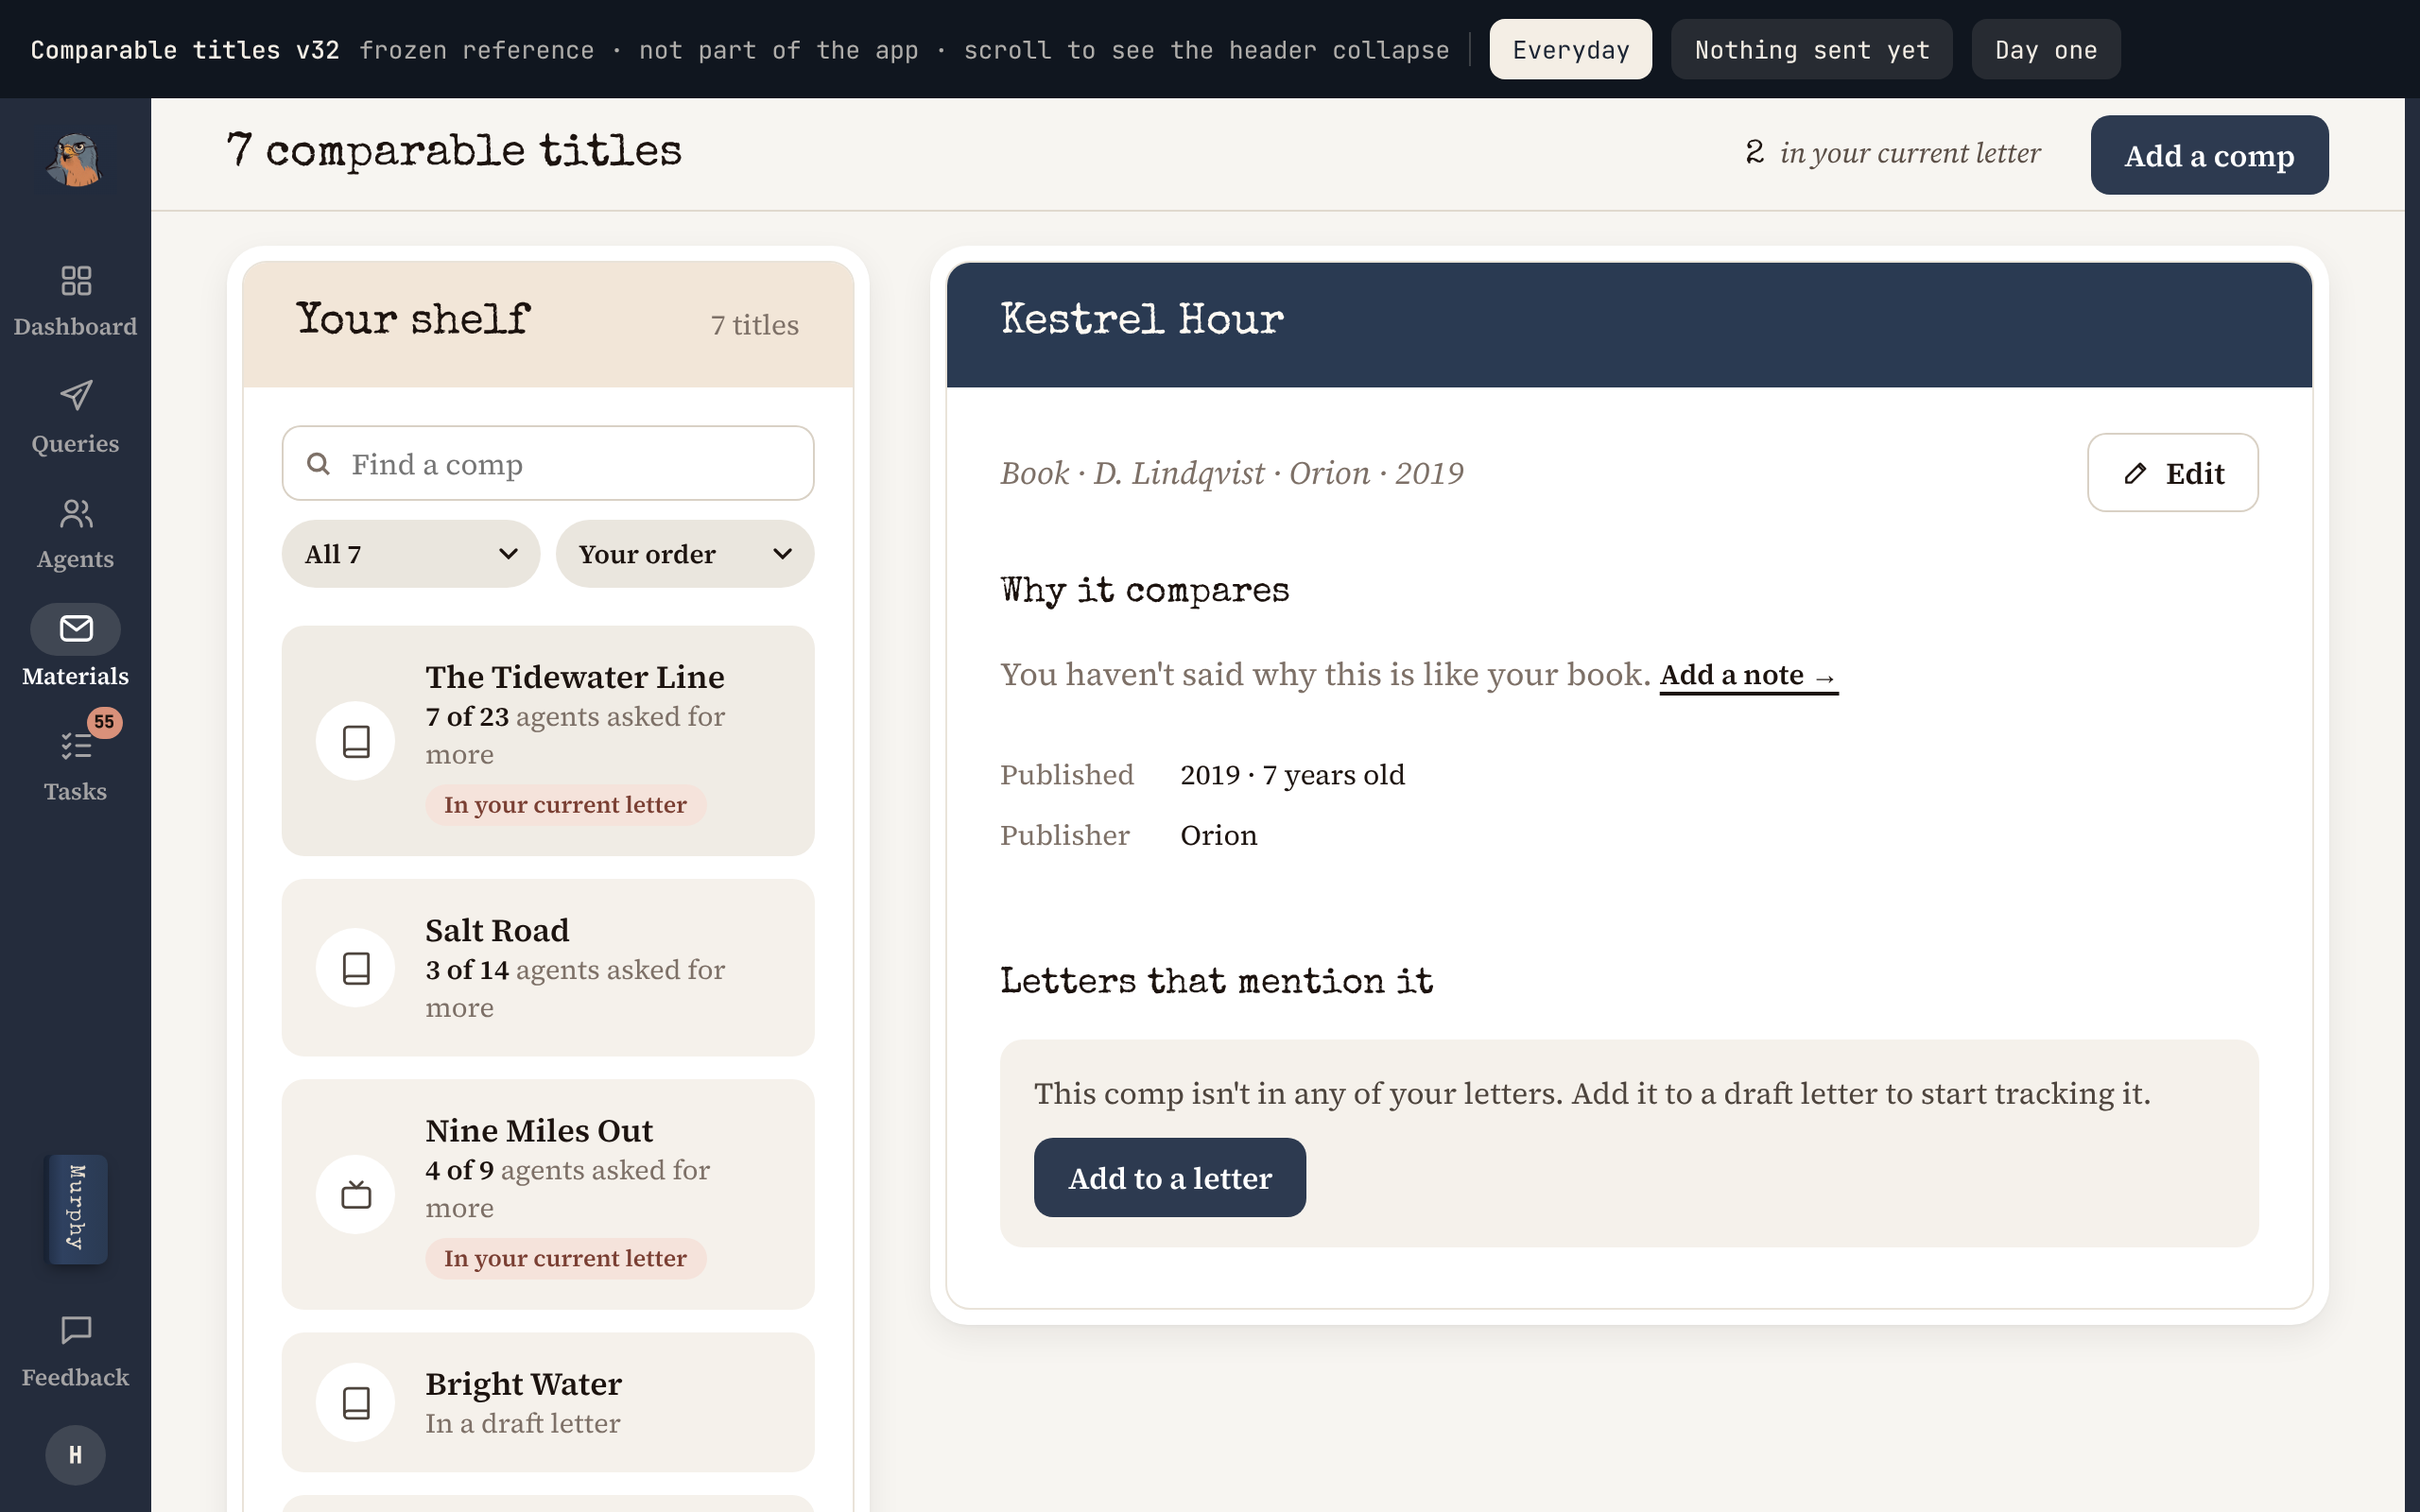 Comparable titles v32 frozen reference · not part of the app · scroll to see the header collapse
Everyday
Nothing sent yet
Day one
7 comparable titles
2 in your current letter
Add a comp
Dashboard
Queries
Agents
Materials
55
Tasks
Murphy
Feedback
H
Your shelf
7 titles
Find a comp
All 7
Your order
The Tidewater Line
7 of 23 agents asked for
more
In your current letter
Salt Road
3 of 14 agents asked for
more
Nine Miles Out
4 of 9 agents asked for
more
In your current letter
Bright Water
In a draft letter
Kestrel Hour
Book · D. Lindqvist · Orion · 2019
Edit
Why it compares
You haven't said why this is like your book. Add a note →
Published 2019 · 7 years old
Publisher Orion
Letters that mention it
This comp isn't in any of your letters. Add it to a draft letter to start tracking it.
Add to a letter